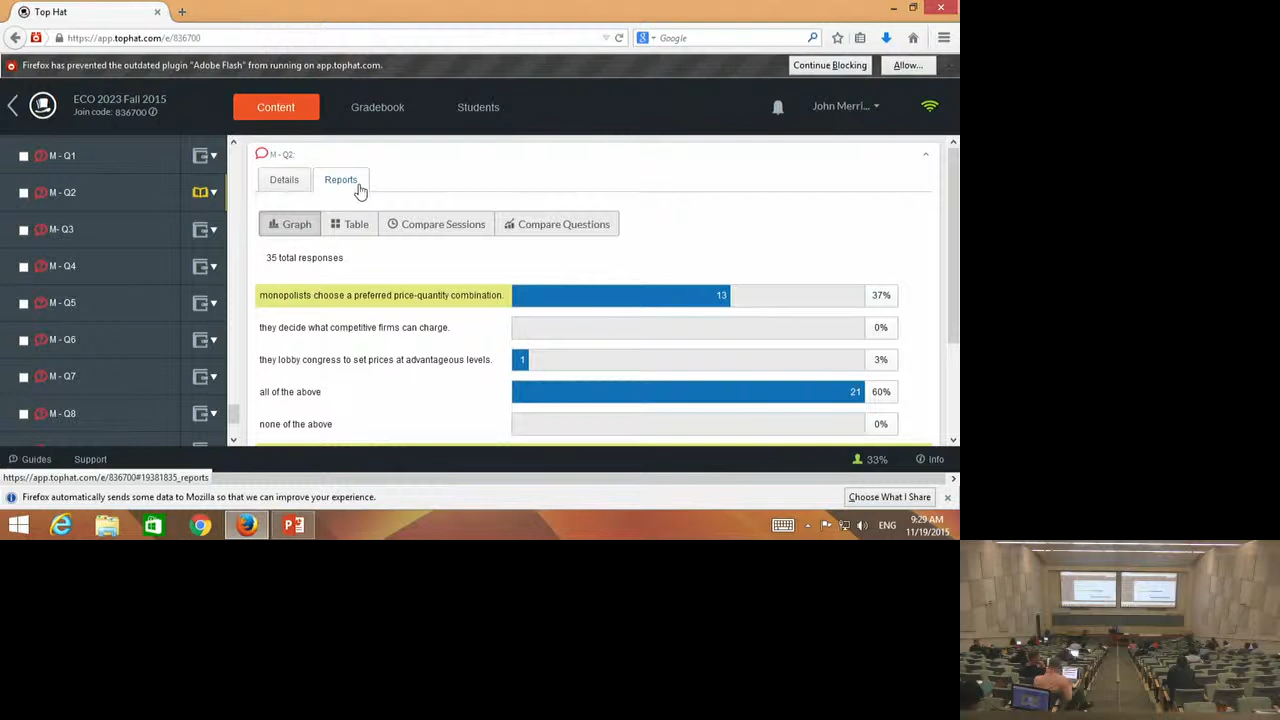 Top Hat
https://app.tophat.com/e/836700
Google
Firefox has prevented the outdated plugin "Adobe Flash" from running on app.tophat.com.
Continue Blocking
Allow...
ECO 2023 Fall 2015
Join code: 836700
Content
Gradebook
Students
John Merri...
M - Q1
M - Q2
M- Q3
M - Q4
M - Q5
M - Q6
M - Q7
M - Q8
M - Q2:
Details
Reports
Graph
Table
Compare Sessions
Compare Questions
35 total responses
monopolists choose a preferred price-quantity combination. 13 37%
they decide what competitive firms can charge. 0%
they lobby congress to set prices at advantageous levels. 1 3%
all of the above 21 60%
none of the above 0%
Guides
Support
33%
Info
https://app.tophat.com/e/836700#19381835_reports
Firefox automatically sends some data to Mozilla so that we can improve your experience.
Choose What I Share
ENG
9:29 AM
11/19/2015